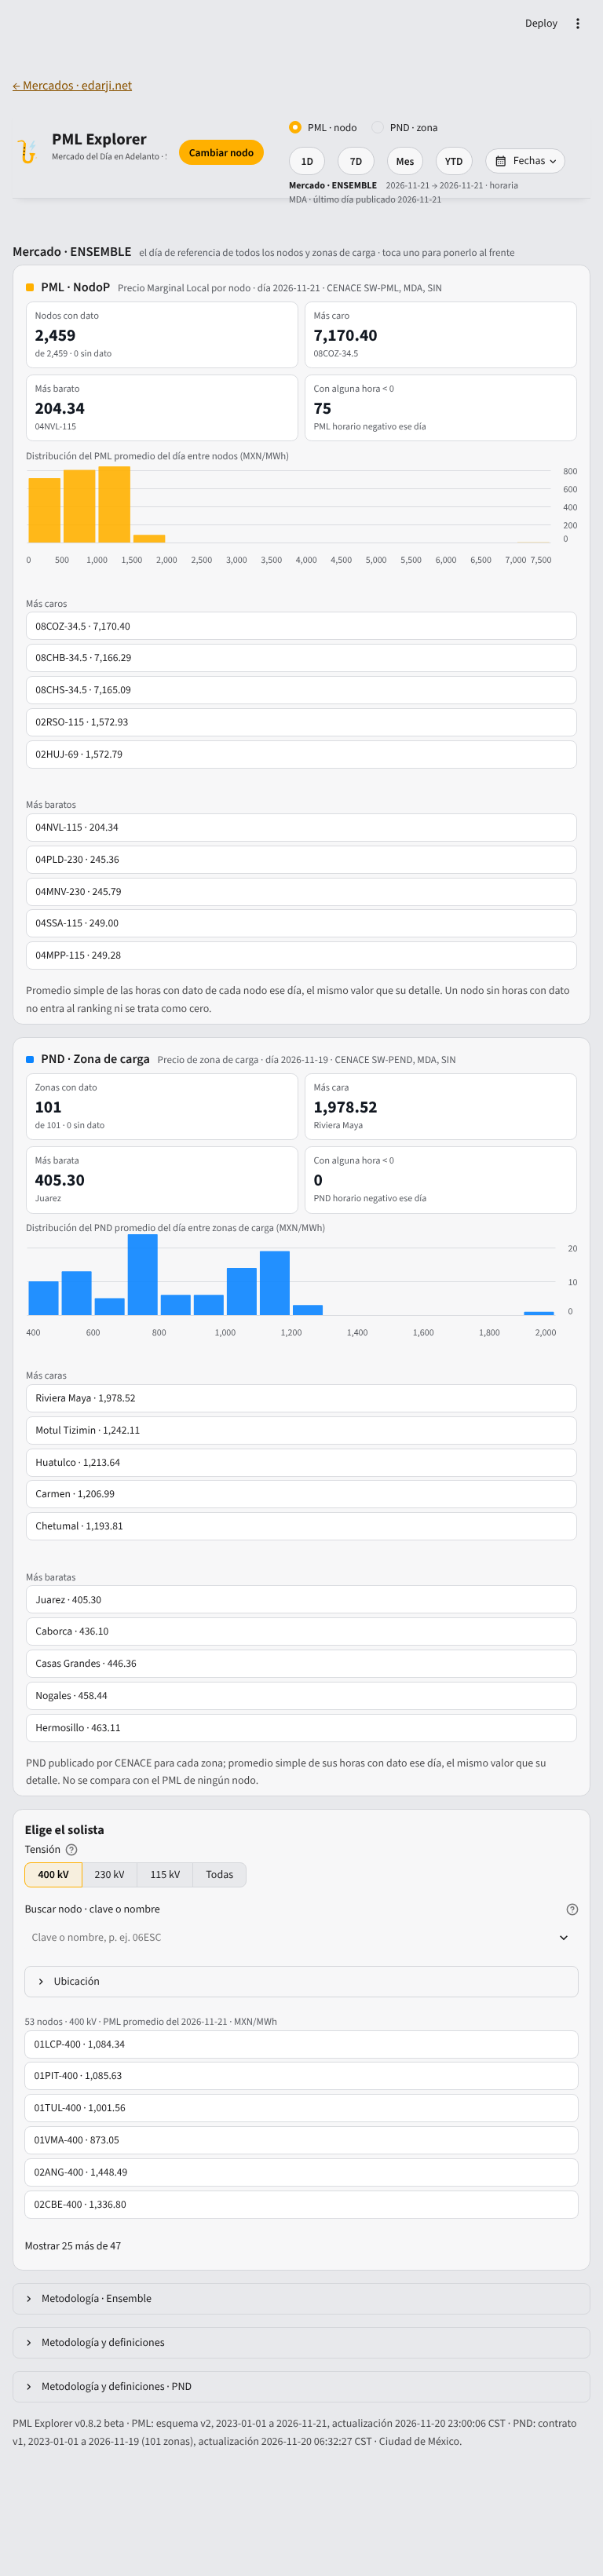 Deploy
← Mercados · edarji.net
PML · nodo
PND · zona
PML Explorer
Mercado del Día en Adelanto ·
Cambiar nodo
1D
7D
Mes
YTD
Fechas
Mercado · ENSEMBLE 2026-11-21 → 2026-11-21 · horaria
MDA · último día publicado 2026-11-21
Mercado · ENSEMBLE el día de referencia de todos los nodos y zonas de carga · toca uno para ponerlo al frente
PML · NodoP Precio Marginal Local por nodo · día 2026-11-21 · CENACE SW-PML, MDA, SIN
Nodos con dato
2,459
de 2,459 · 0 sin dato
Más caro
7,170.40
08COZ-34.5
Más barato
204.34
04NVL-115
Con alguna hora < 0
75
PML horario negativo ese día
Distribución del PML promedio del día entre nodos (MXN/MWh)
800
600
400
200
0
0 500 1,000 1,500 2,000 2,500 3,000 3,500 4,000 4,500 5,000 5,500 6,000 6,500 7,000 7,500
Más caros
08COZ-34.5 · 7,170.40
08CHB-34.5 · 7,166.29
08CHS-34.5 · 7,165.09
02RSO-115 · 1,572.93
02HUJ-69 · 1,572.79
Más baratos
04NVL-115 · 204.34
04PLD-230 · 245.36
04MNV-230 · 245.79
04SSA-115 · 249.00
04MPP-115 · 249.28
Promedio simple de las horas con dato de cada nodo ese día, el mismo valor que su detalle. Un nodo sin horas con dato
no entra al ranking ni se trata como cero.
PND · Zona de carga Precio de zona de carga · día 2026-11-19 · CENACE SW-PEND, MDA, SIN
Zonas con dato
101
de 101 · 0 sin dato
Más cara
1,978.52
Riviera Maya
Más barata
405.30
Juarez
Con alguna hora < 0
0
PND horario negativo ese día
Distribución del PND promedio del día entre zonas de carga (MXN/MWh)
20
10
0
400 600 800 1,000 1,200 1,400 1,600 1,800 2,000
Más caras
Riviera Maya · 1,978.52
Motul Tizimin · 1,242.11
Huatulco · 1,213.64
Carmen · 1,206.99
Chetumal · 1,193.81
Más baratas
Juarez · 405.30
Caborca · 436.10
Casas Grandes · 446.36
Nogales · 458.44
Hermosillo · 463.11
PND publicado por CENACE para cada zona; promedio simple de sus horas con dato ese día, el mismo valor que su
detalle. No se compara con el PML de ningún nodo.
Elige el solista
Tensión
400 kV
230 kV
115 kV
Todas
Buscar nodo · clave o nombre
Clave o nombre, p. ej. 06ESC
Ubicación
53 nodos · 400 kV · PML promedio del 2026-11-21 · MXN/MWh
01LCP-400 · 1,084.34
01PIT-400 · 1,085.63
01TUL-400 · 1,001.56
01VMA-400 · 873.05
02ANG-400 · 1,448.49
02CBE-400 · 1,336.80
Mostrar 25 más de 47
Metodología · Ensemble
Metodología y definiciones
Metodología y definiciones · PND
PML Explorer v0.8.2 beta · PML: esquema v2, 2023-01-01 a 2026-11-21, actualización 2026-11-20 23:00:06 CST · PND: contrato
v1, 2023-01-01 a 2026-11-19 (101 zonas), actualización 2026-11-20 06:32:27 CST · Ciudad de México.